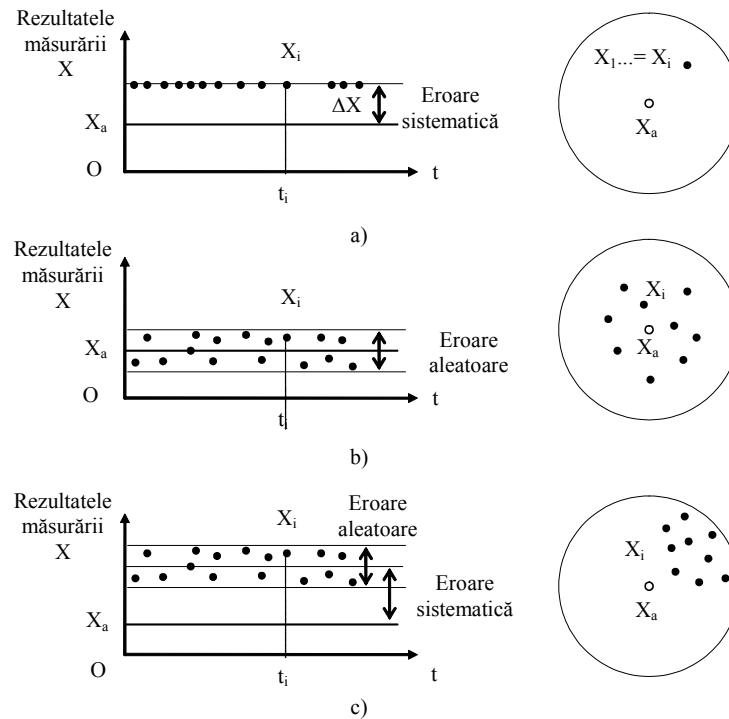 Rezultatele
măsurării
X
X_i
ΔX
Eroare
sistematică
X_a
O
t
t_i
X_1...= X_i
X_a
a)
Rezultatele
măsurării
X
X_i
X_a
Eroare
aleatoare
O
t
t_i
X_i
X_a
b)
Rezultatele
măsurării
X
X_i
Eroare
aleatoare
Eroare
sistematică
X_a
O
t
t_i
X_i
X_a
c)